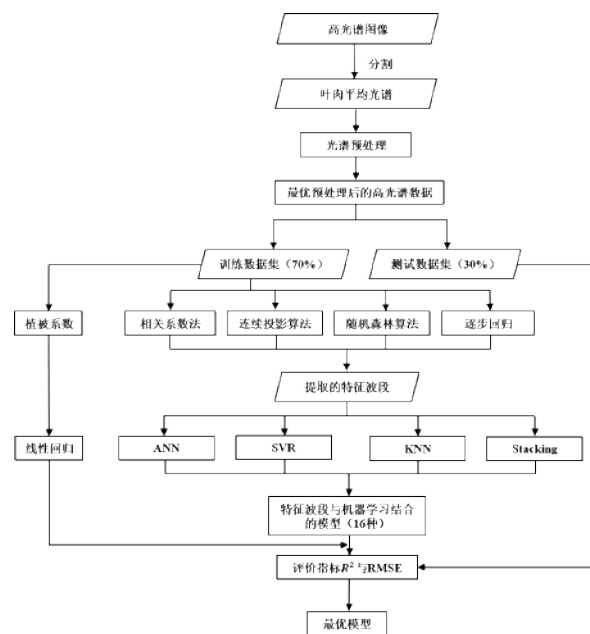 高光谱图像
分割
叶肉平均光谱
光谱预处理
最优预处理后的高光谱数据
训练数据集（70%）
测试数据集（30%）
植被系数
相关系数法
连续投影算法
随机森林算法
逐步回归
提取的特征波段
线性回归
ANN
SVR
KNN
Stacking
特征波段与机器学习结合
的模型（16种）
评价指标R²与RMSE
最优模型